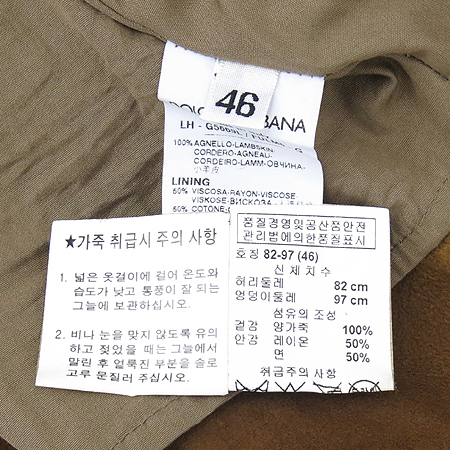 46
BANA
LH - G5669L
100% AGNELLO-LAMBSKIN-
CORDERO-AGNEAU-
CORDEIRO-LAMM-ОВЧИНА-
小羊皮
LINING
50% VISCOSA-RAYON-VISCOSE-
VISKOSE-ВИСКОЗА
50% COTONE
★가죽 취급시 주의 사항
1. 넓은 옷걸이에 걸어 온도와
습도가 낮고 통풍이 잘 되는
그늘에 보관하십시오.
2. 비나 눈을 맞지 않도록 유의
하고 젖었을 때는 그늘에서
말린 후 얼룩진 부분을 솔로
고루 문질러 주십시오.
품질경영및공산품안전
관리법에의한품질표시
호칭 82-97 (46)
신체치수
허리둘레 82 cm
엉덩이둘레 97 cm
섬유의 조성
겉감 양가죽 100%
안감 레이온 50%
면 50%
취급주의사항